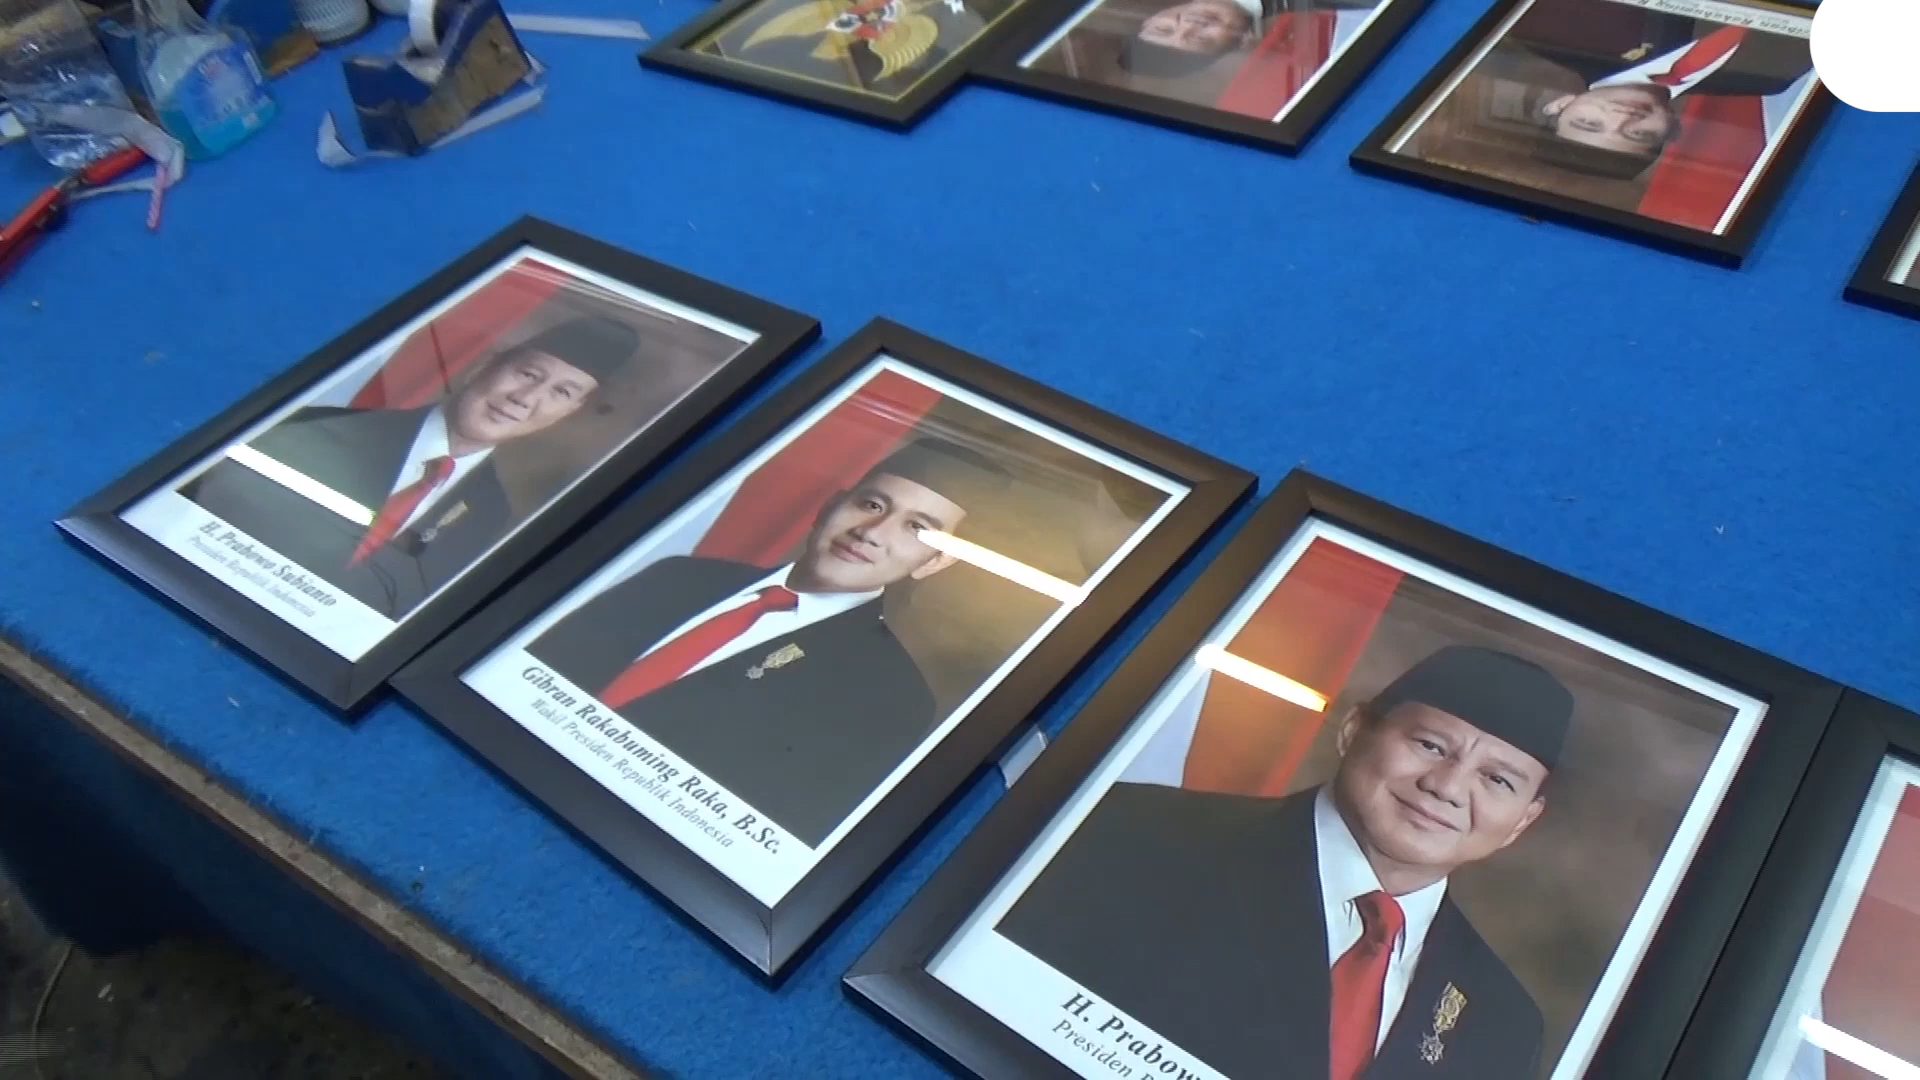 H. Prabowo Subianto
Presiden Republik Indonesia
Gibran Rakabuming Raka, B.Sc.
Wakil Presiden Republik Indonesia
H. Prabow
Presiden